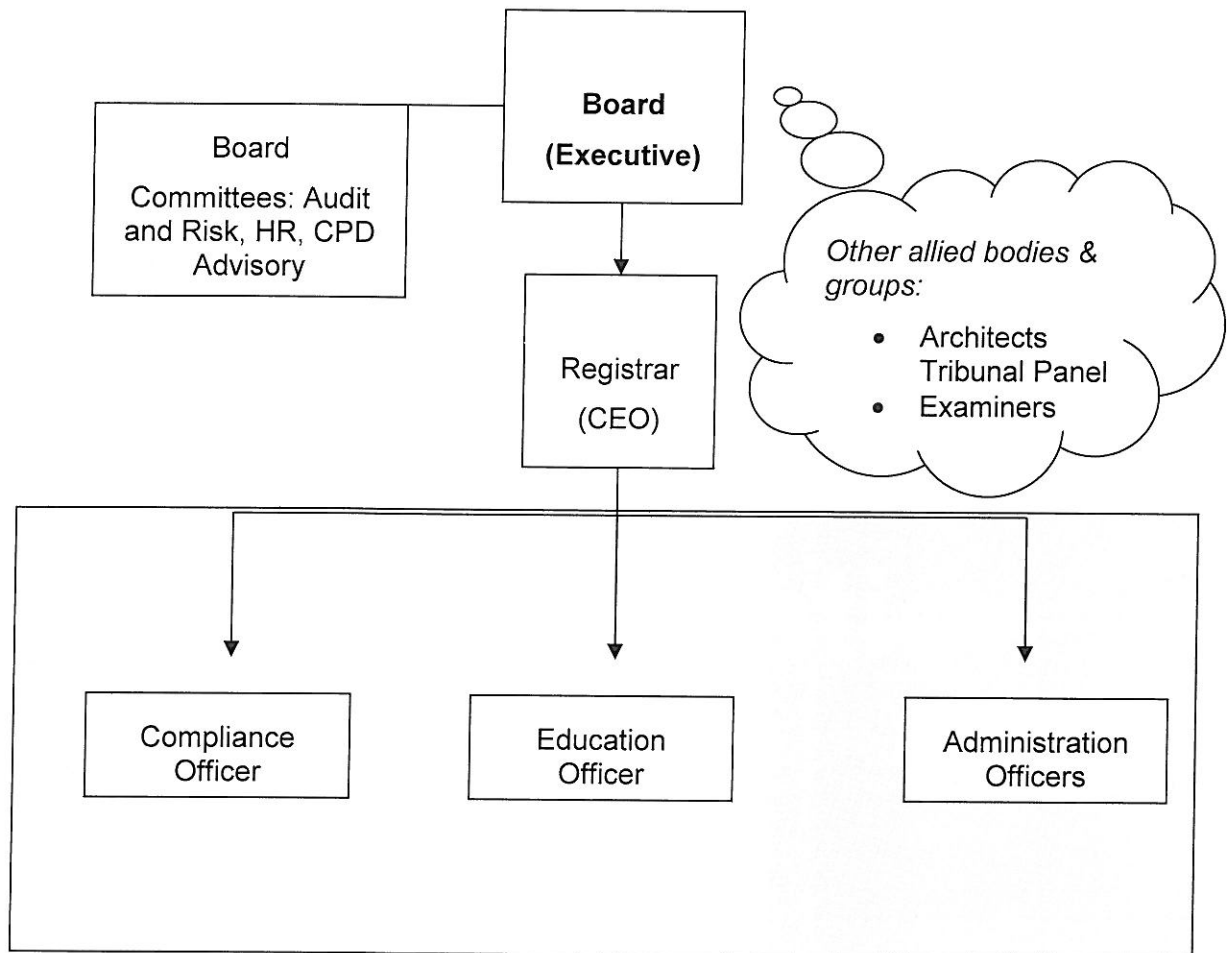 Board
(Executive)
Board
Committees: Audit
and Risk, HR, CPD
Advisory
Other allied bodies &
groups:
• Architects
Tribunal Panel
• Examiners
Registrar
(CEO)
Compliance
Officer
Education
Officer
Administration
Officers